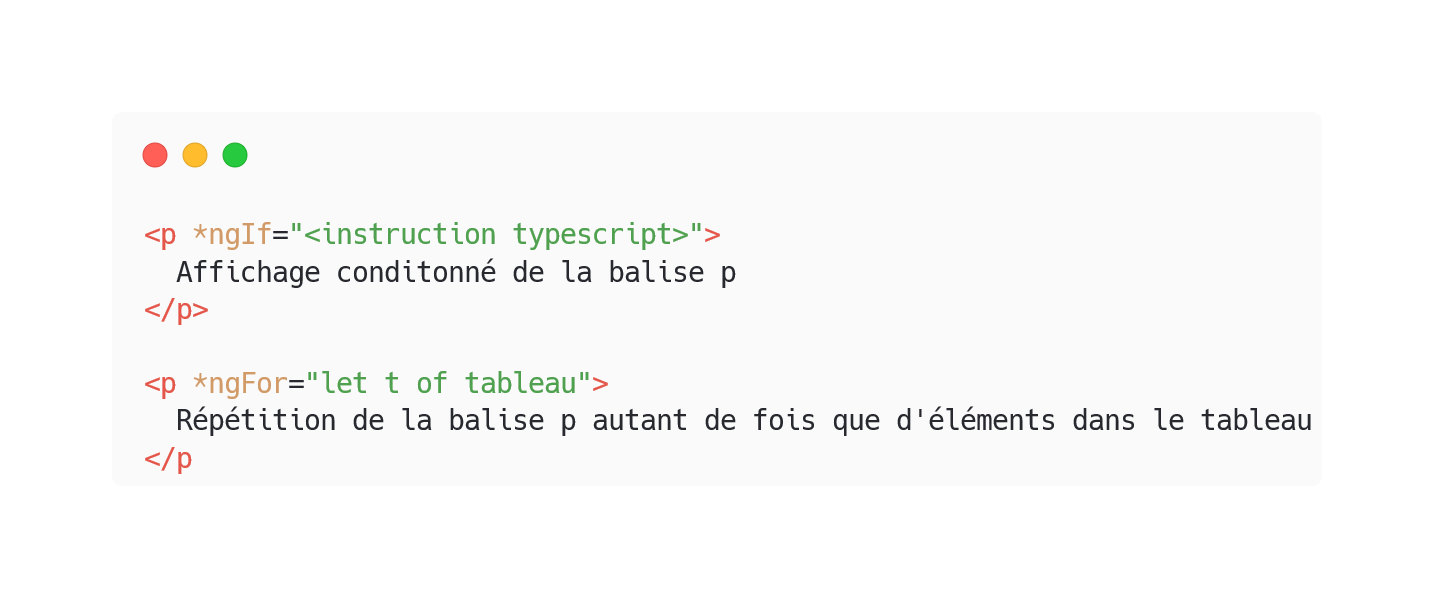 <p *ngIf="<instruction typescript>">
  Affichage conditonné de la balise p
</p>

<p *ngFor="let t of tableau">
  Répétition de la balise p autant de fois que d'éléments dans le tableau
</p